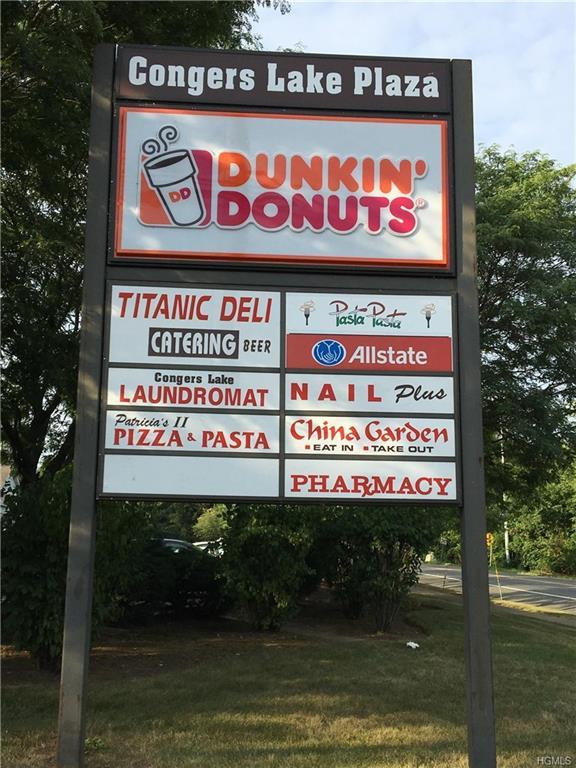 Congers Lake Plaza
DD
DUNKIN'
DONUTS®
TITANIC DELI
CATERING BEER
Pasta Pasta
Allstate
Congers Lake
LAUNDROMAT
NAIL Plus
Patricia's II
PIZZA & PASTA
China Garden
▪EAT IN ▪TAKE OUT
PHARMACY
HGMLS